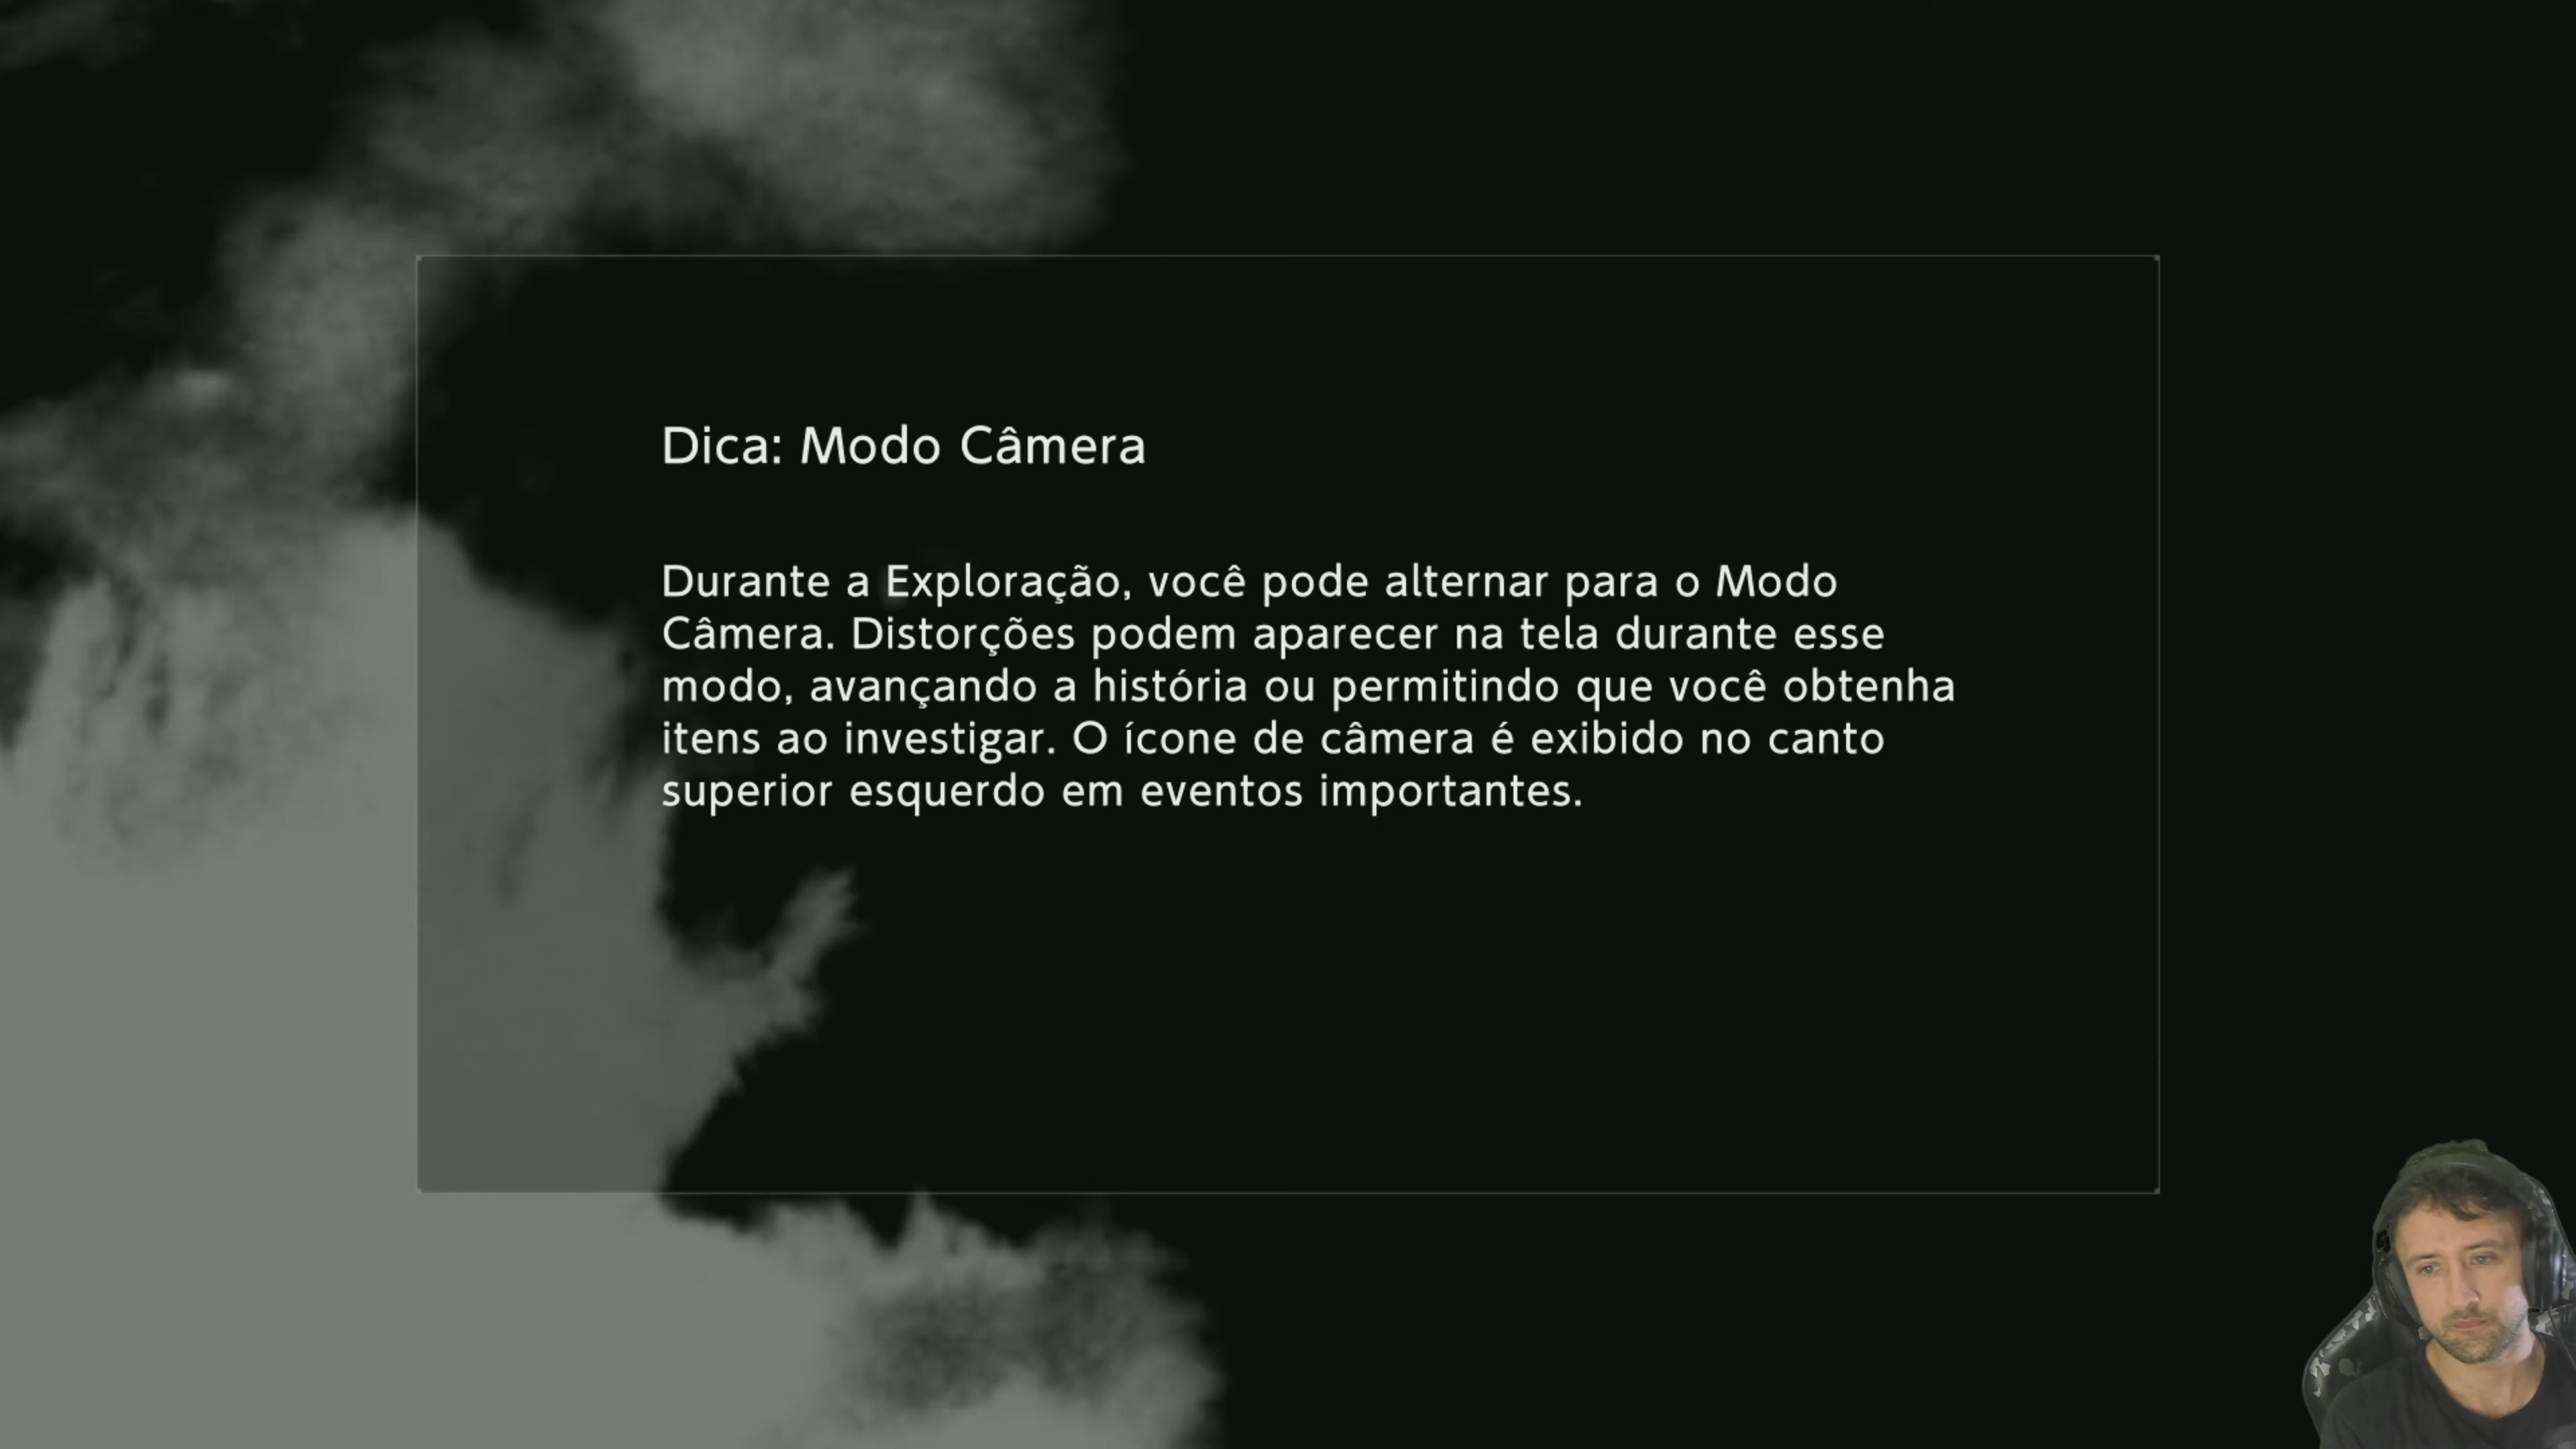 Dica: Modo Câmera
Durante a Exploração, você pode alternar para o Modo
Câmera. Distorções podem aparecer na tela durante esse
modo, avançando a história ou permitindo que você obtenha
itens ao investigar. O ícone de câmera é exibido no canto
superior esquerdo em eventos importantes.